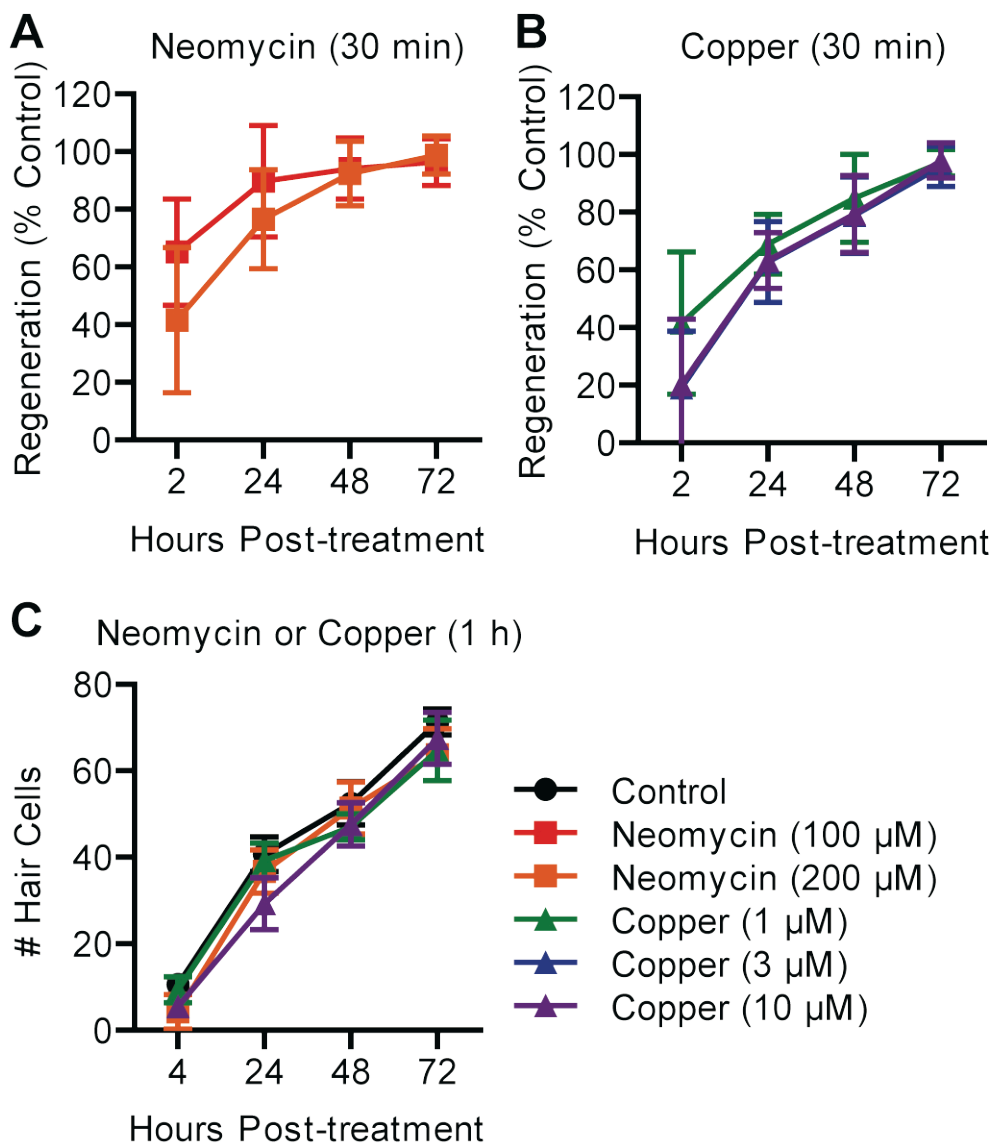 A
Neomycin (30 min)
Regeneration (% Control)
120
100
80
60
40
20
0
2 24 48 72
Hours Post-treatment
B
Copper (30 min)
Regeneration (% Control)
120
100
80
60
40
20
0
2 24 48 72
Hours Post-treatment
C
Neomycin or Copper (1 h)
# Hair Cells
80
60
40
20
0
4 24 48 72
Hours Post-treatment
Control
Neomycin (100 µM)
Neomycin (200 µM)
Copper (1 µM)
Copper (3 µM)
Copper (10 µM)